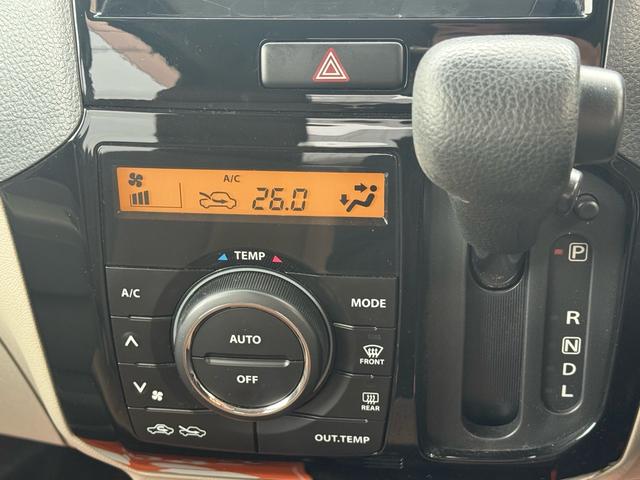 A/C
26.0
TEMP
A/C
MODE
AUTO
OFF
FRONT
REAR
OUT.TEMP
P
R
N
D
L